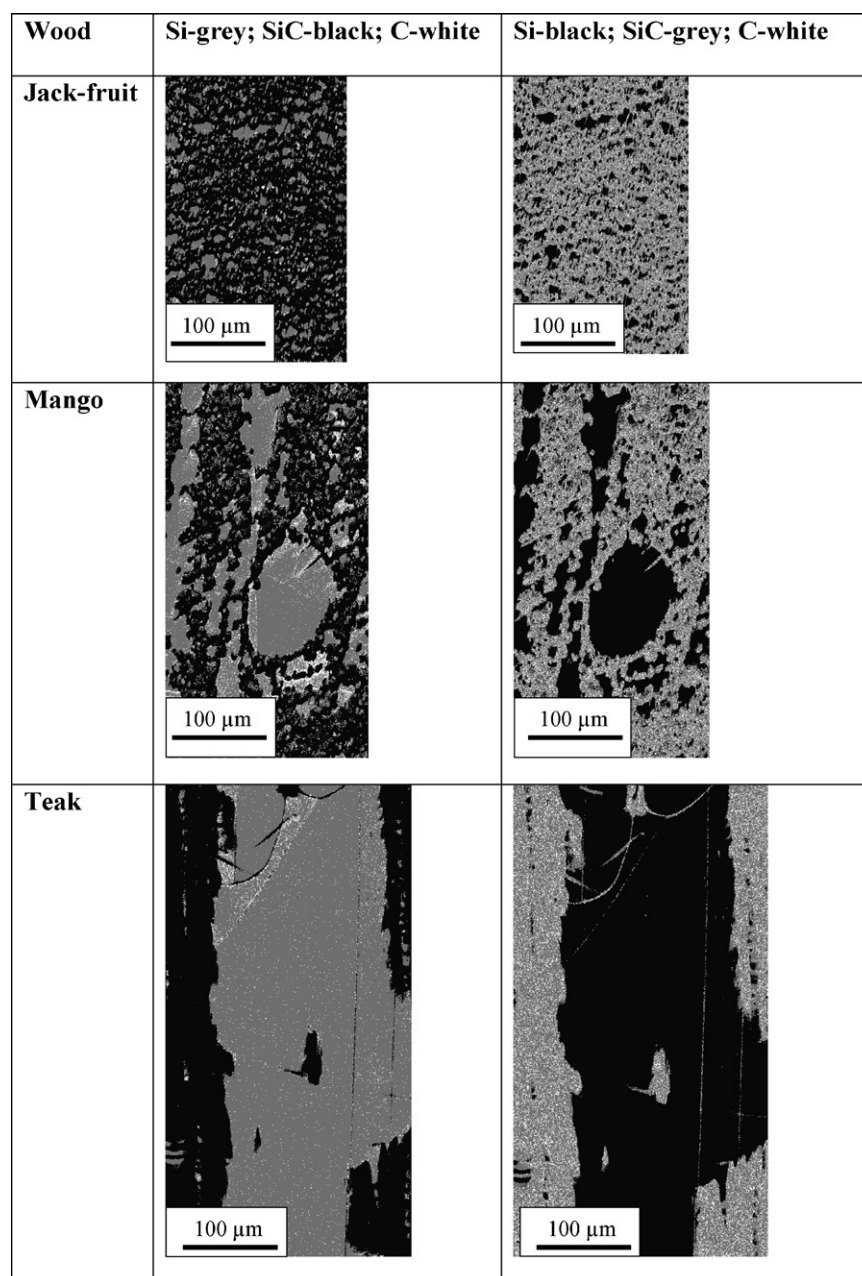 Wood Si-grey; SiC-black; C-white Si-black; SiC-grey; C-white
Jack-fruit
100 µm 100 µm
Mango
100 µm 100 µm
Teak
100 µm 100 µm